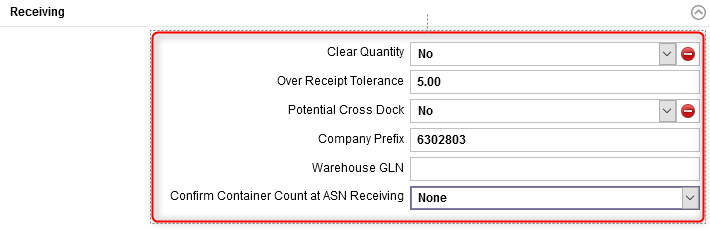 Receiving
Clear Quantity No
Over Receipt Tolerance 5.00
Potential Cross Dock No
Company Prefix 6302803
Warehouse GLN
Confirm Container Count at ASN Receiving None